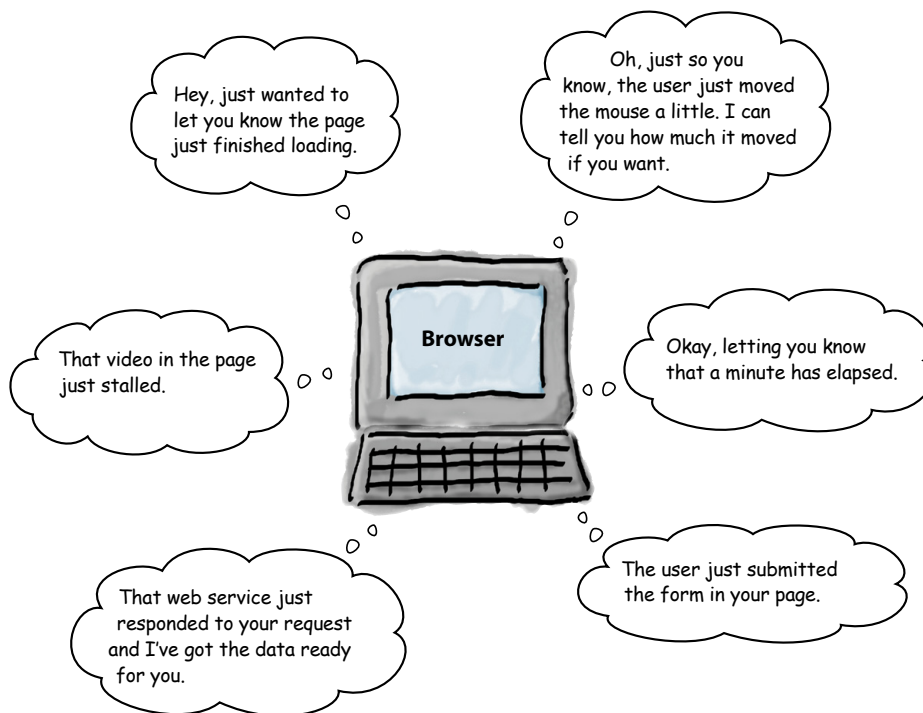 Hey, just wanted to
let you know the page
just finished loading.
Oh, just so you
know, the user just moved
the mouse a little. I can
tell you how much it moved
if you want.
That video in the page
just stalled.
Browser
Okay, letting you know
that a minute has elapsed.
That web service just
responded to your request
and I've got the data ready
for you.
The user just submitted
the form in your page.